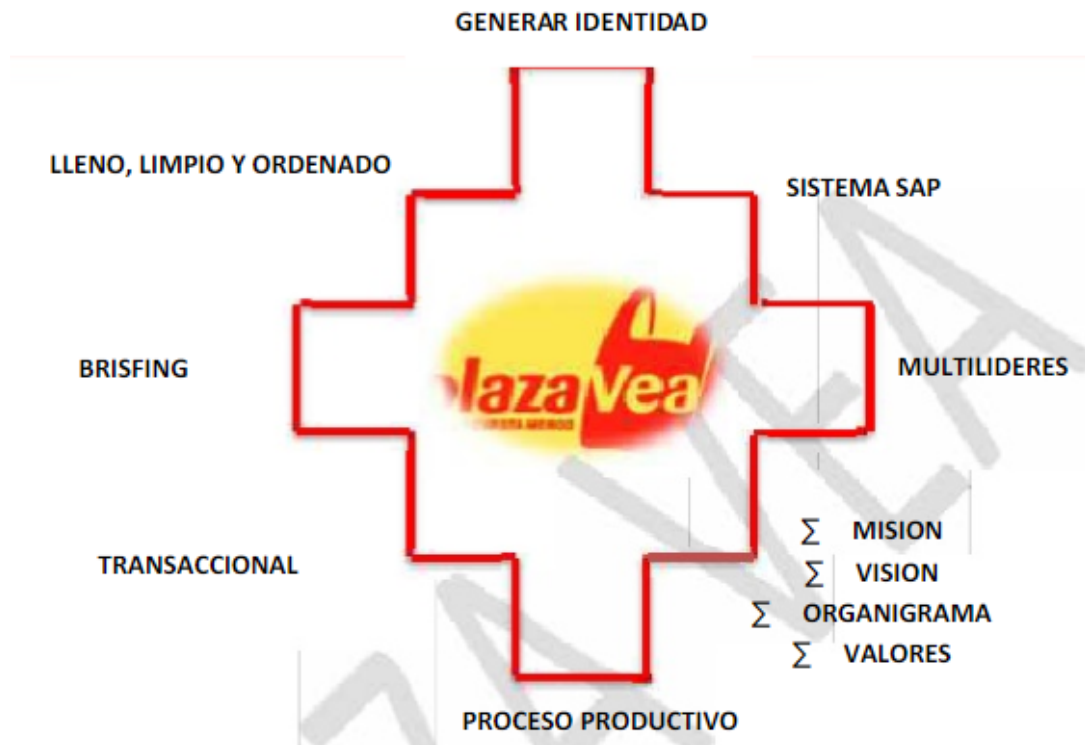 GENERAR IDENTIDAD
LLENO, LIMPIO Y ORDENADO
SISTEMA SAP
plazaVea
BRISFING
MULTILIDERES
∑ MISION
TRANSACCIONAL
∑ VISION
∑ ORGANIGRAMA
∑ VALORES
PROCESO PRODUCTIVO